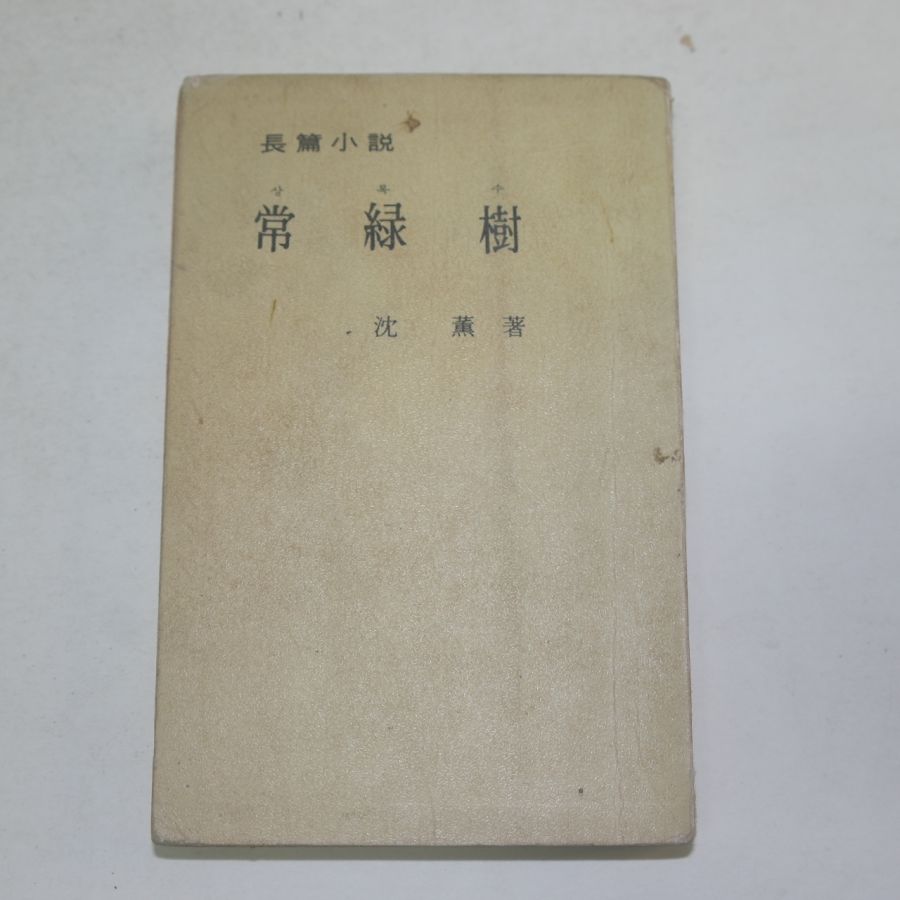 長篇小説
상 록 수
常 緑 樹
沈 薫 著